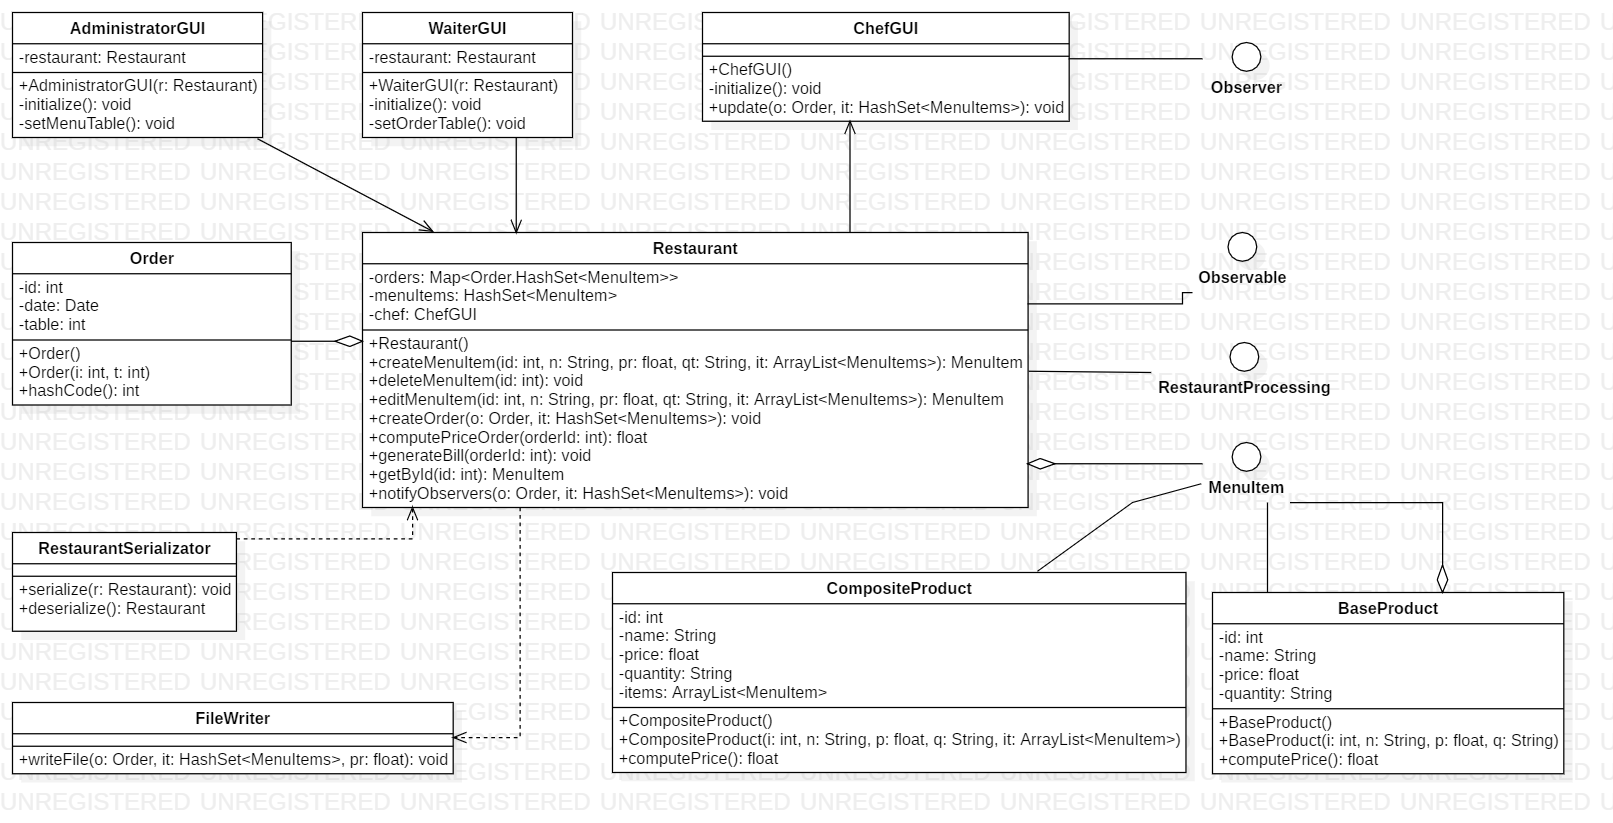 AdministratorGUI
-restaurant: Restaurant
+AdministratorGUI(r: Restaurant)
-initialize(): void
-setMenuTable(): void
WaiterGUI
-restaurant: Restaurant
+WaiterGUI(r: Restaurant)
-initialize(): void
-setOrderTable(): void
ChefGUI
+ChefGUI()
-initialize(): void
+update(o: Order, it: HashSet<MenuItems>): void
Observer
Order
-id: int
-date: Date
-table: int
+Order()
+Order(i: int, t: int)
+hashCode(): int
Restaurant
-orders: Map<Order.HashSet<MenuItem>>
-menuItems: HashSet<MenuItem>
-chef: ChefGUI
+Restaurant()
+createMenuItem(id: int, n: String, pr: float, qt: String, it: ArrayList<MenuItems>): MenuItem
+deleteMenuItem(id: int): void
+editMenuItem(id: int, n: String, pr: float, qt: String, it: ArrayList<MenuItems>): MenuItem
+createOrder(o: Order, it: HashSet<MenuItems>): void
+computePriceOrder(orderId: int): float
+generateBill(orderId: int): void
+getById(id: int): MenuItem
+notifyObservers(o: Order, it: HashSet<MenuItems>): void
Observable
RestaurantProcessing
MenuItem
RestaurantSerializator
+serialize(r: Restaurant): void
+deserialize(): Restaurant
FileWriter
+writeFile(o: Order, it: HashSet<MenuItems>, pr: float): void
CompositeProduct
-id: int
-name: String
-price: float
-quantity: String
-items: ArrayList<MenuItem>
+CompositeProduct()
+CompositeProduct(i: int, n: String, p: float, q: String, it: ArrayList<MenuItem>)
+computePrice(): float
BaseProduct
-id: int
-name: String
-price: float
-quantity: String
+BaseProduct()
+BaseProduct(i: int, n: String, p: float, q: String)
+computePrice(): float
UNREGISTERED